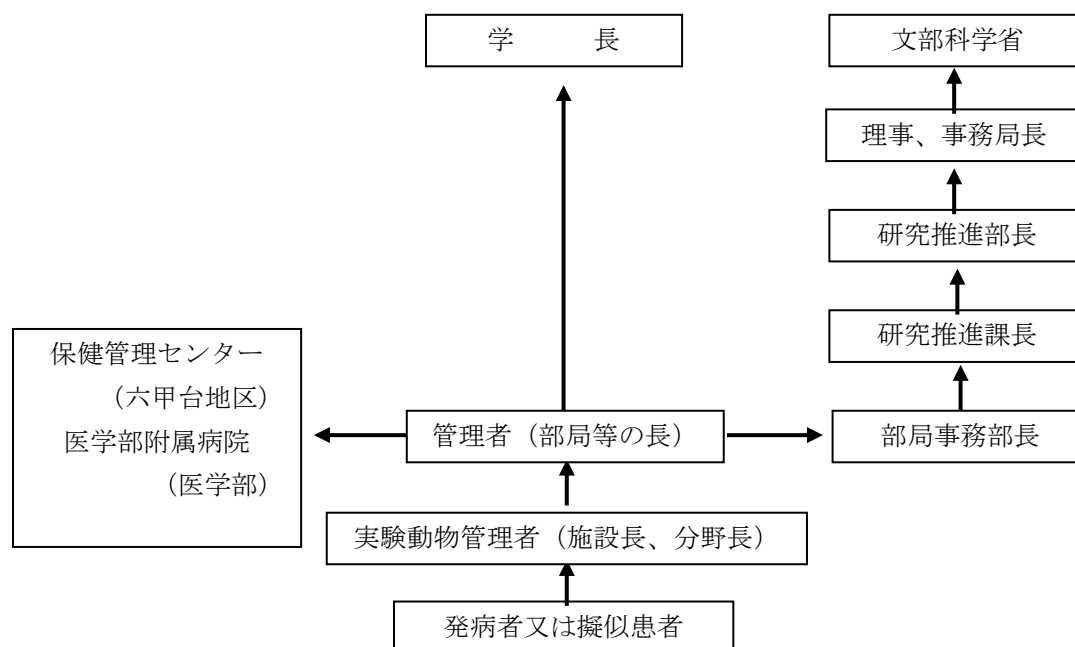 学　　　長
文部科学省
理事、事務局長
研究推進部長
研究推進課長
保健管理センター
（六甲台地区）
医学部附属病院
（医学部）
管理者（部局等の長）
部局事務部長
実験動物管理者（施設長、分野長）
発病者又は擬似患者